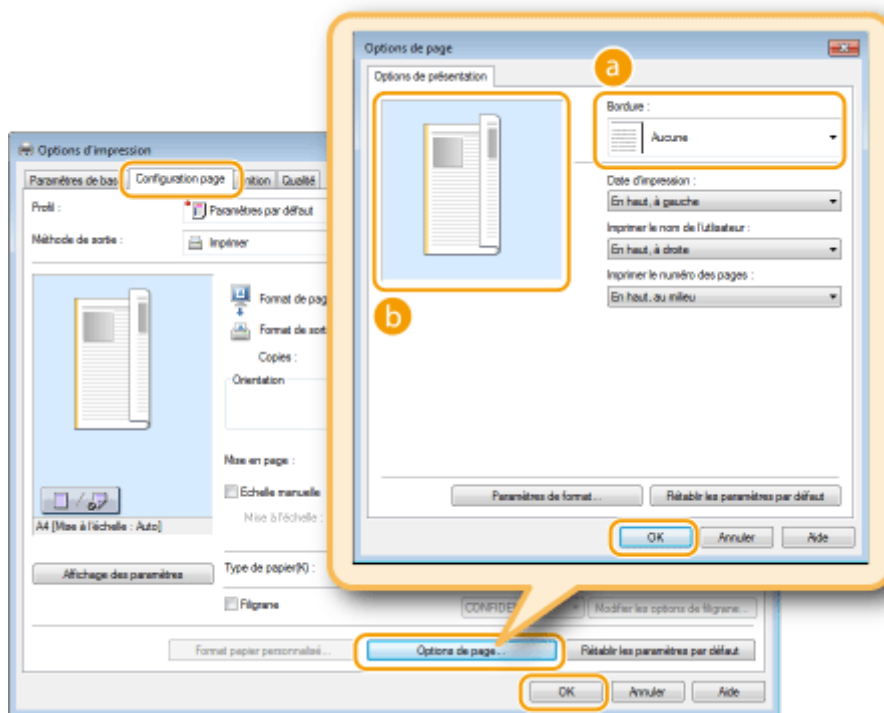 Options de page
Options de présentation
a
Bordure :
Aucune
Date d'impression :
En haut, à gauche
Imprimer le nom de l'utilisateur :
En haut, à droite
Imprimer le numéro des pages :
En haut, au milieu
b
Paramètres de format...
Rétablir les paramètres par défaut
OK
Annuler
Aide
Options d'impression
Paramètres de bas
Configuration page
nition
Qualité
Profil :
Paramètres par défaut
Méthode de sortie :
Imprimer
Format de pag
Format de sort
Copies :
Orientation
Mise en page :
Echelle manuelle
Mise à l'échelle :
A4 [Mise à l'échelle : Auto]
Affichage des paramètres
Type de papier(K) :
Filigrane
CONFIDE
Modifier les options de filigrane...
Format papier personnalisé...
Options de page...
Rétablir les paramètres par défaut
OK
Annuler
Aide